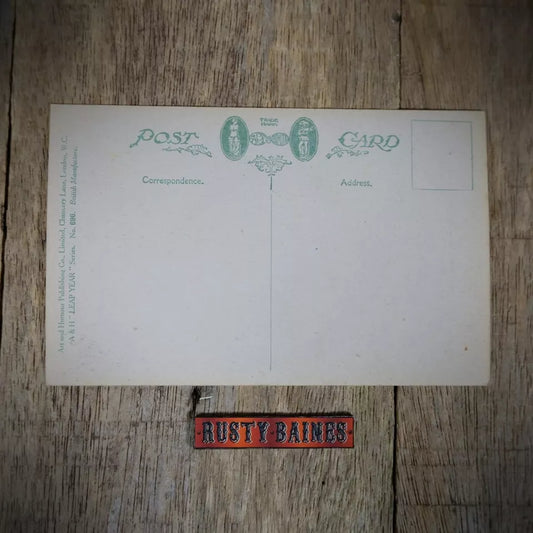 POST
TRADE
MARK
CARD
Correspondence.
Address.
Art and Humour Publishing Co., Limited, Chancery Lane, London, W.C.
"A & H "LEAP YEAR" Series. No. 690. British Manufacture.
RUSTY·BAINES